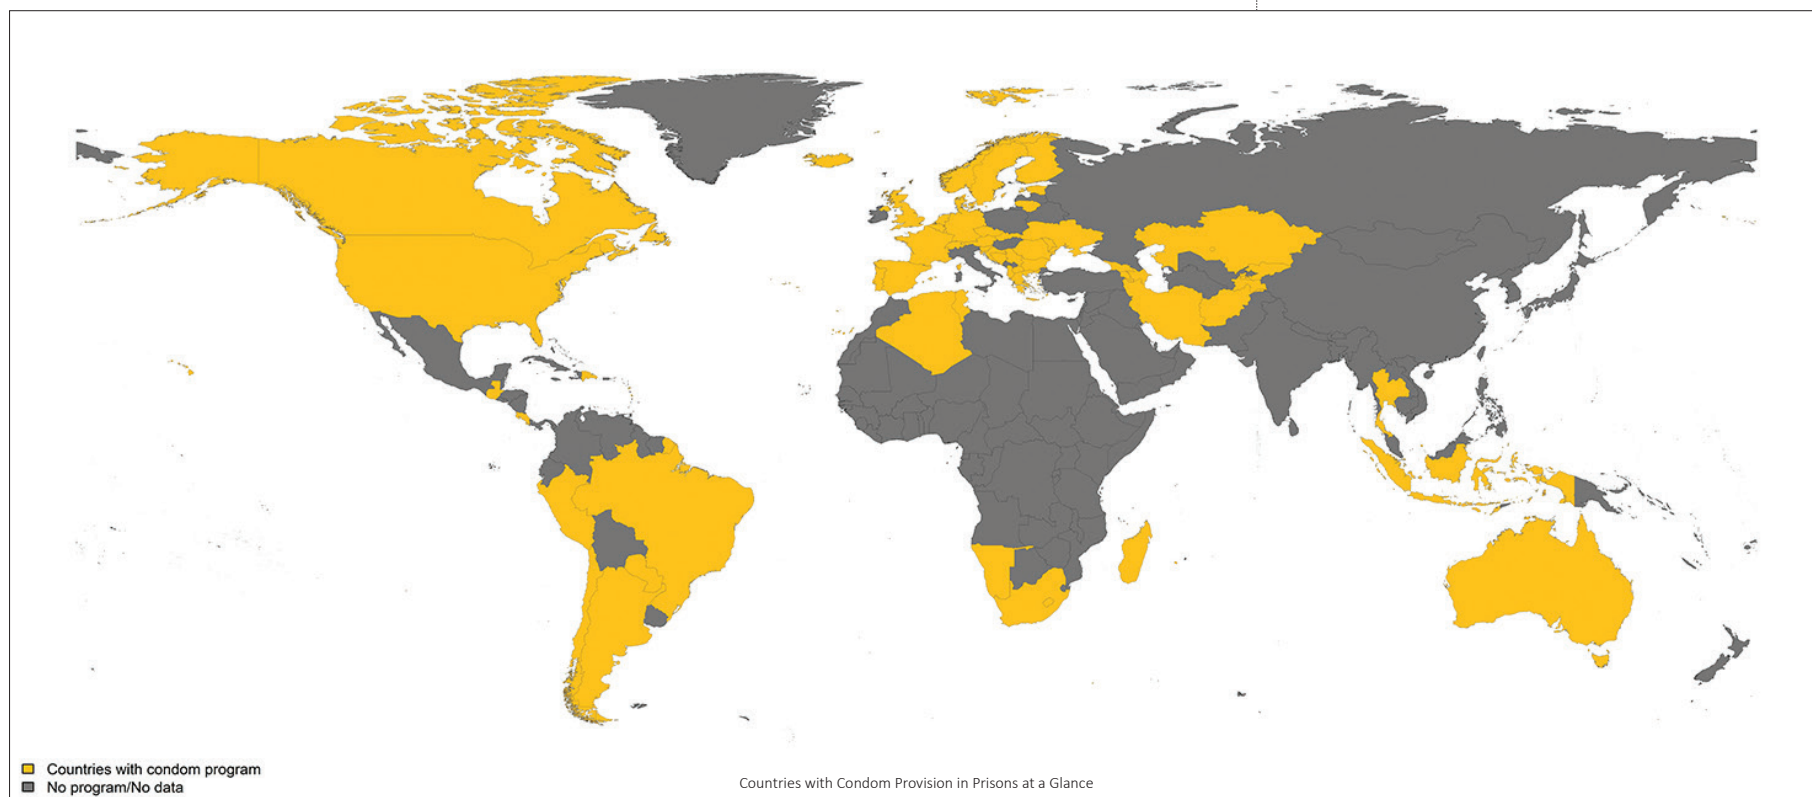 Countries with condom program
No program/No data
Countries with Condom Provision in Prisons at a Glance